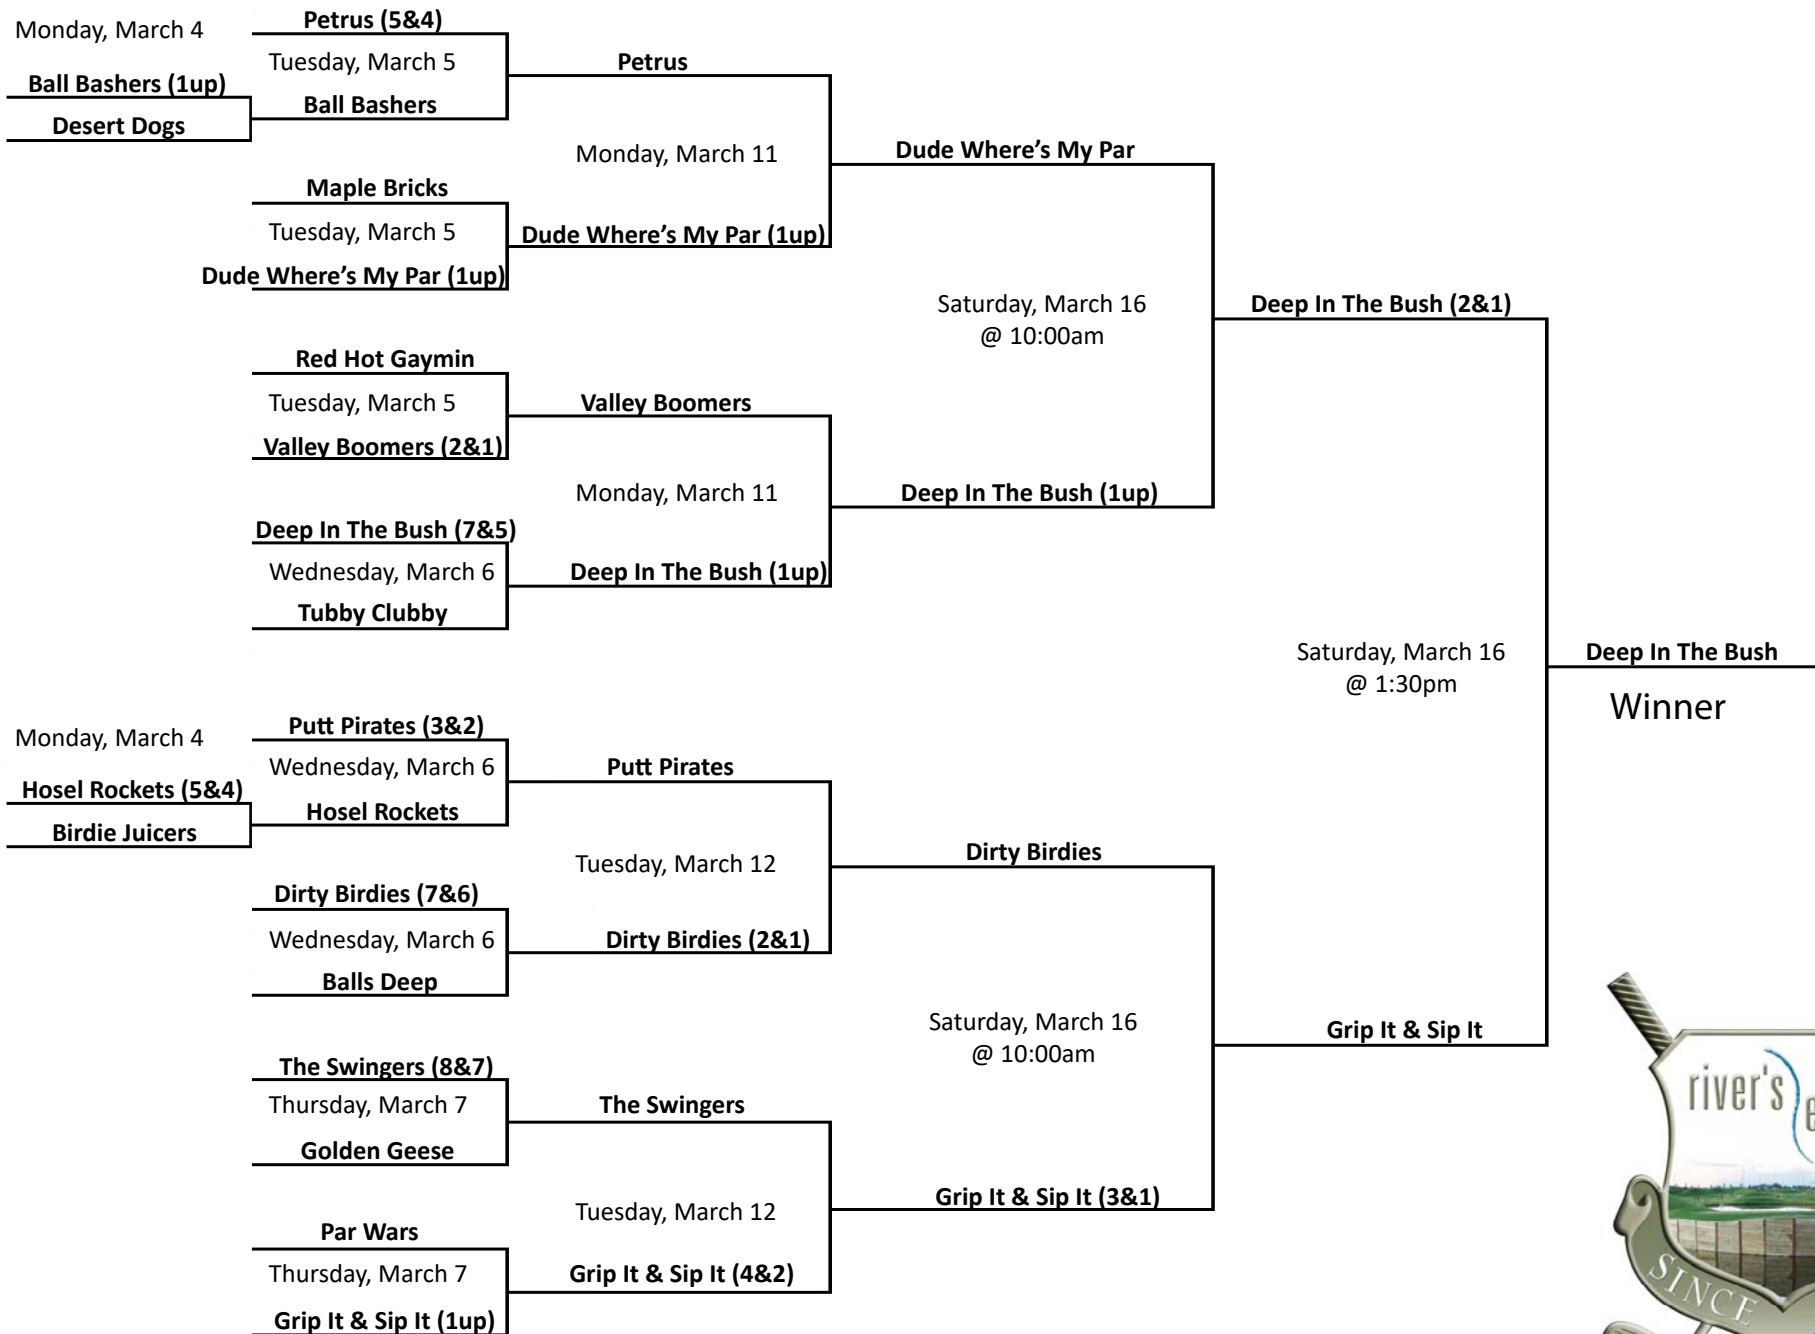 Monday, March 4
Ball Bashers (1up)
Desert Dogs
Petrus (5&4)
Tuesday, March 5
Ball Bashers
Maple Bricks
Tuesday, March 5
Dude Where's My Par (1up)
Red Hot Gaymin
Tuesday, March 5
Valley Boomers (2&1)
Deep In The Bush (7&5)
Wednesday, March 6
Tubby Clubby
Monday, March 4
Hosel Rockets (5&4)
Birdie Juicers
Putt Pirates (3&2)
Wednesday, March 6
Hosel Rockets
Dirty Birdies (7&6)
Wednesday, March 6
Balls Deep
The Swingers (8&7)
Thursday, March 7
Golden Geese
Par Wars
Thursday, March 7
Grip It & Sip It (1up)
Petrus
Monday, March 11
Dude Where's My Par (1up)
Valley Boomers
Monday, March 11
Deep In The Bush (1up)
Putt Pirates
Tuesday, March 12
Dirty Birdies (2&1)
The Swingers
Tuesday, March 12
Grip It & Sip It (4&2)
Dude Where's My Par
Saturday, March 16
@ 10:00am
Deep In The Bush (1up)
Dirty Birdies
Saturday, March 16
@ 10:00am
Grip It & Sip It (3&1)
Deep In The Bush (2&1)
Saturday, March 16
@ 1:30pm
Grip It & Sip It
Deep In The Bush
Winner
river's
SINCE